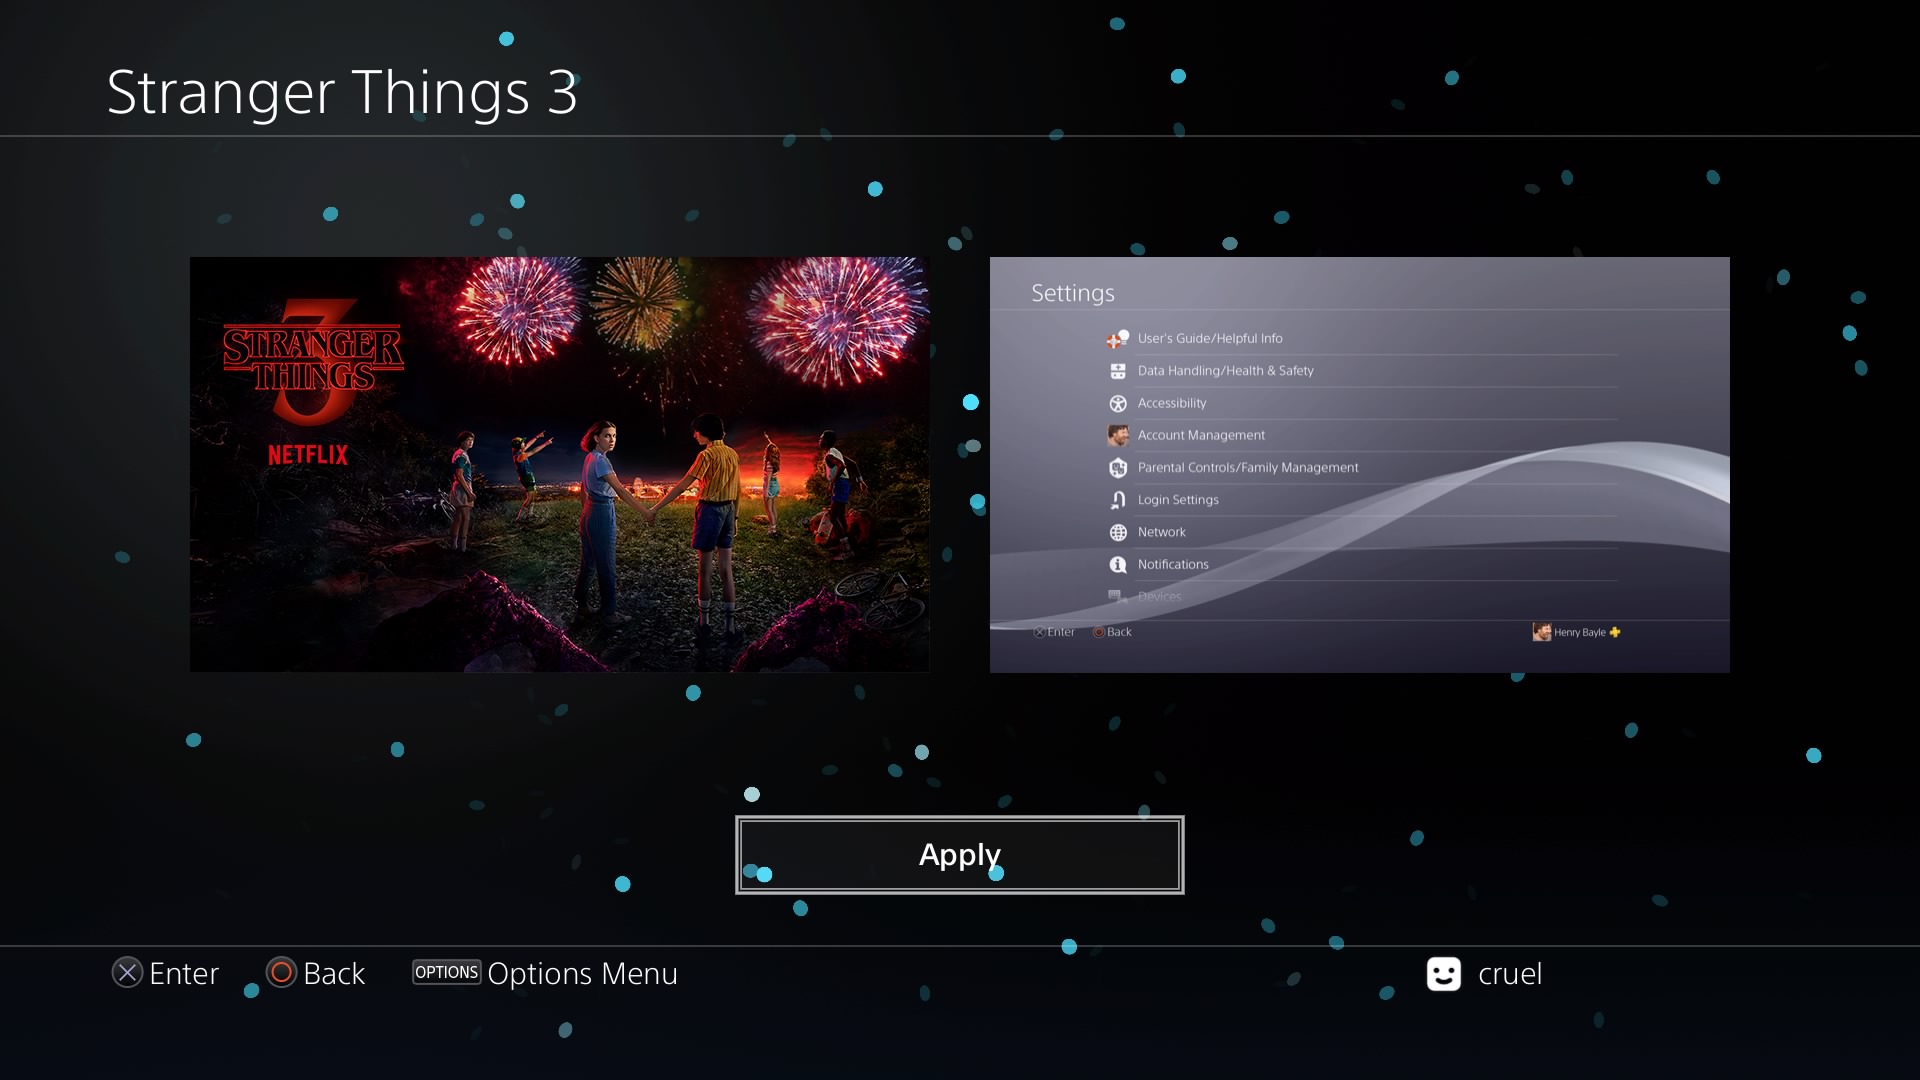 Stranger Things 3
3
STRANGER
THINGS
NETFLIX
Settings
User's Guide/Helpful Info
Data Handling/Health & Safety
Accessibility
Account Management
Parental Controls/Family Management
Login Settings
Network
Notifications
Devices
Enter Back Henry Bayle
Apply
Enter Back OPTIONS Options Menu cruel